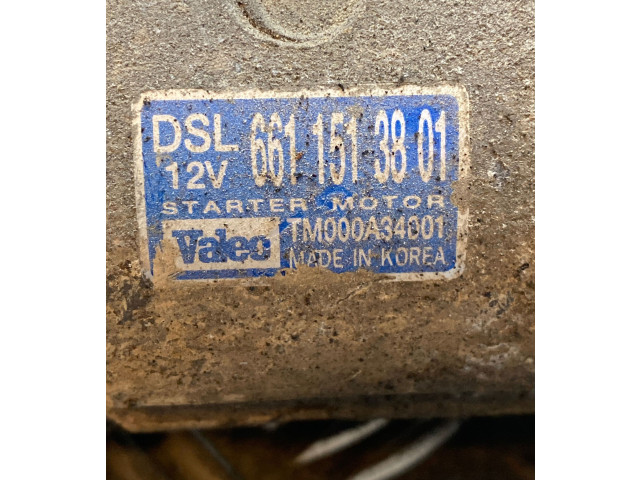 DSL 661 151 38 01
12V
STARTER MOTOR
Valeo TM000A34001
MADE IN KOREA